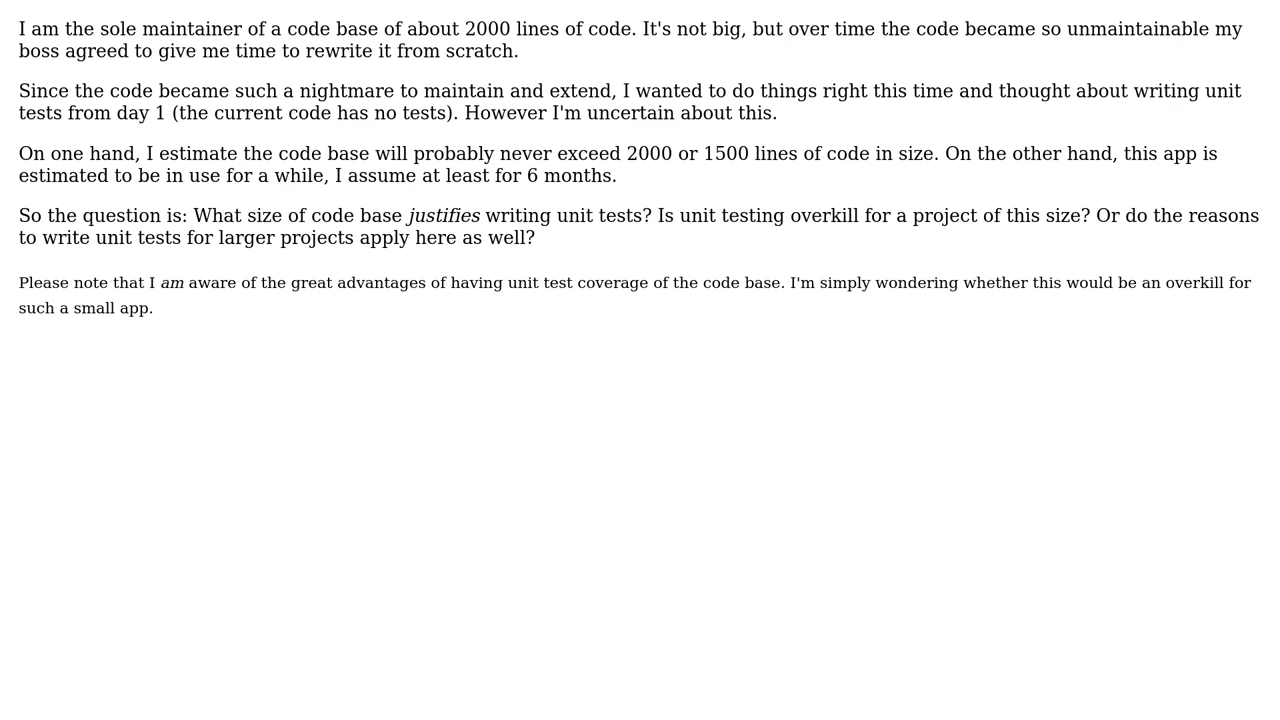 I am the sole maintainer of a code base of about 2000 lines of code. It's not big, but over time the code became so unmaintainable my
boss agreed to give me time to rewrite it from scratch.
Since the code became such a nightmare to maintain and extend, I wanted to do things right this time and thought about writing unit
tests from day 1 (the current code has no tests). However I'm uncertain about this.
On one hand, I estimate the code base will probably never exceed 2000 or 1500 lines of code in size. On the other hand, this app is
estimated to be in use for a while, I assume at least for 6 months.
So the question is: What size of code base justifies writing unit tests? Is unit testing overkill for a project of this size? Or do the reasons
to write unit tests for larger projects apply here as well?
Please note that I am aware of the great advantages of having unit test coverage of the code base. I'm simply wondering whether this would be an overkill for
such a small app.